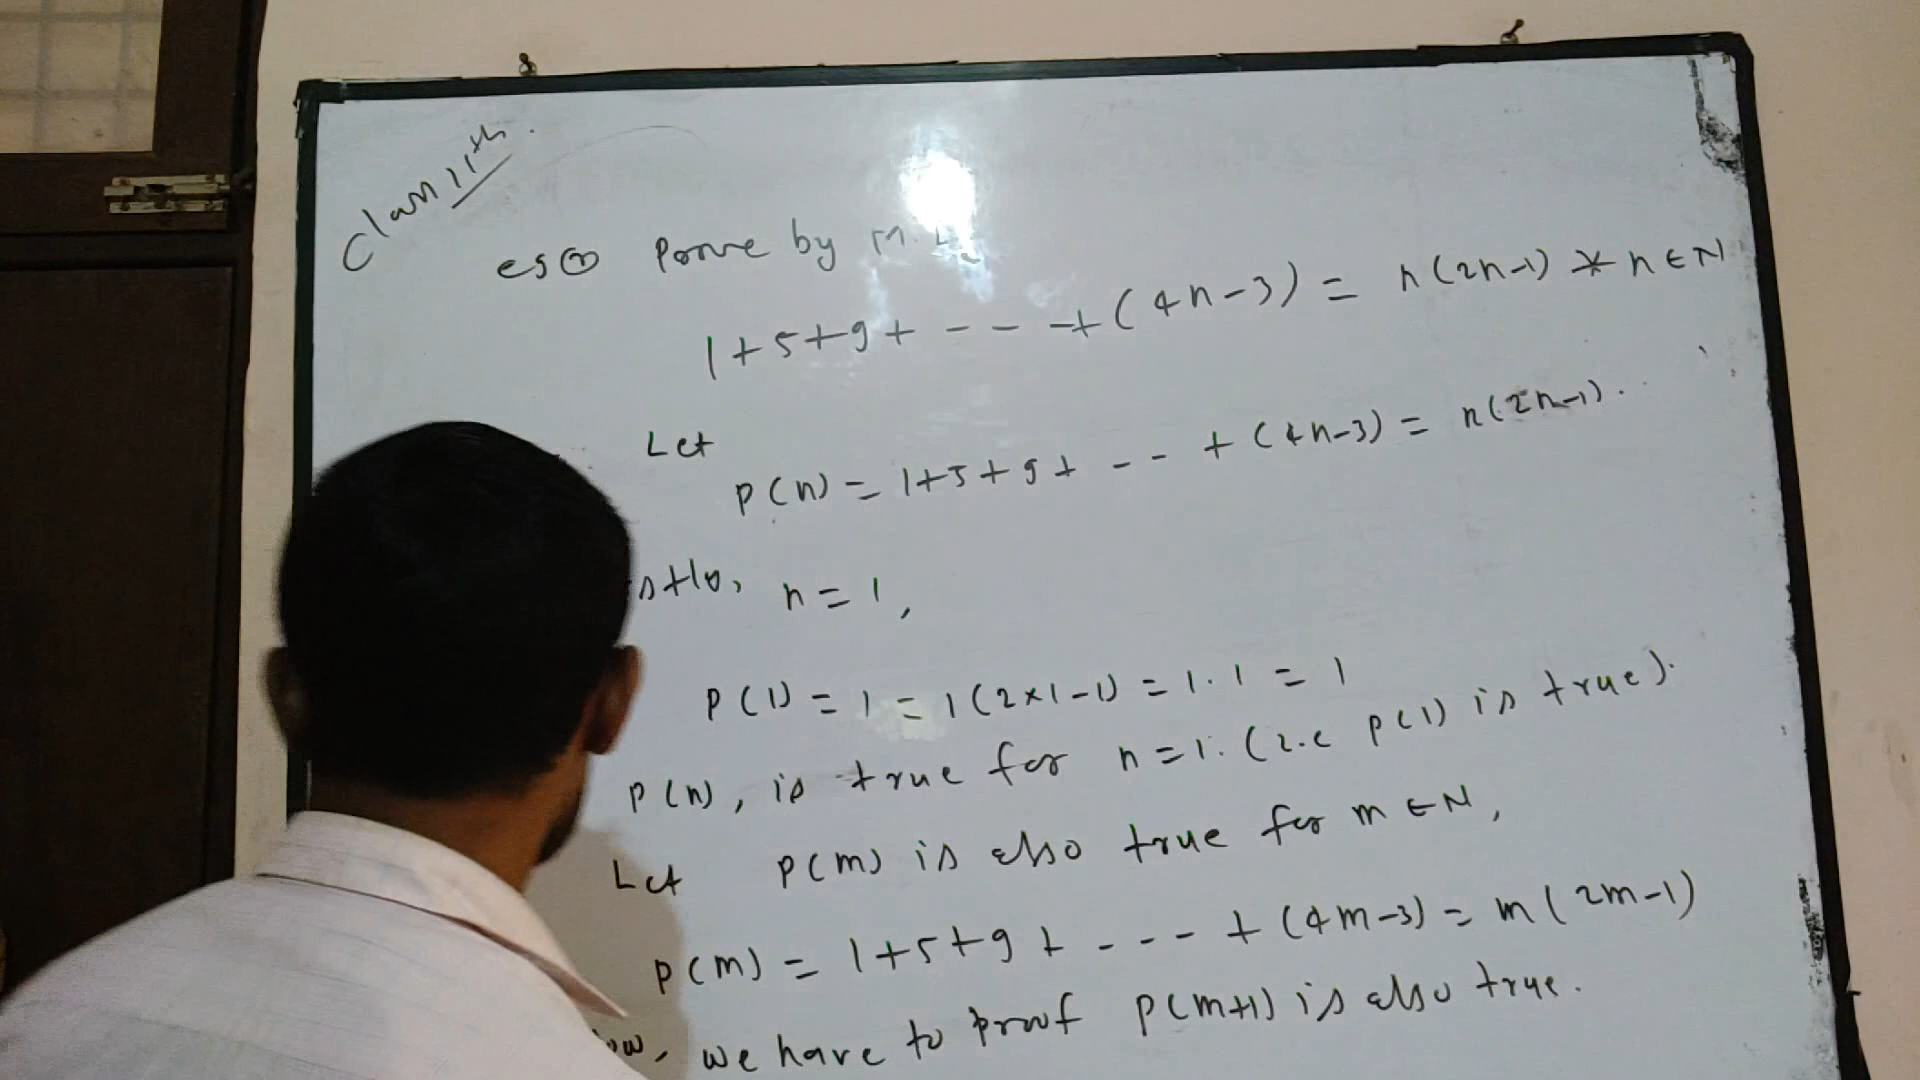 Class 11th.
Prove by M.I
1+5+9+ - - - +(4n-3) = n(2n-1) ∀ n∈N
Let
P(n) = 1+5+9+ - - + (4n-3) = n(2n-1).
n=1,
P(1) = 1 = 1(2×1-1) = 1.1 = 1
P(n), is true for n=1. (i.e P(1) is true).
Let P(m) is also true for m∈N,
P(m) = 1+5+9+ - - - + (4m-3) = m(2m-1)
we have to proof P(m+1) is also true.